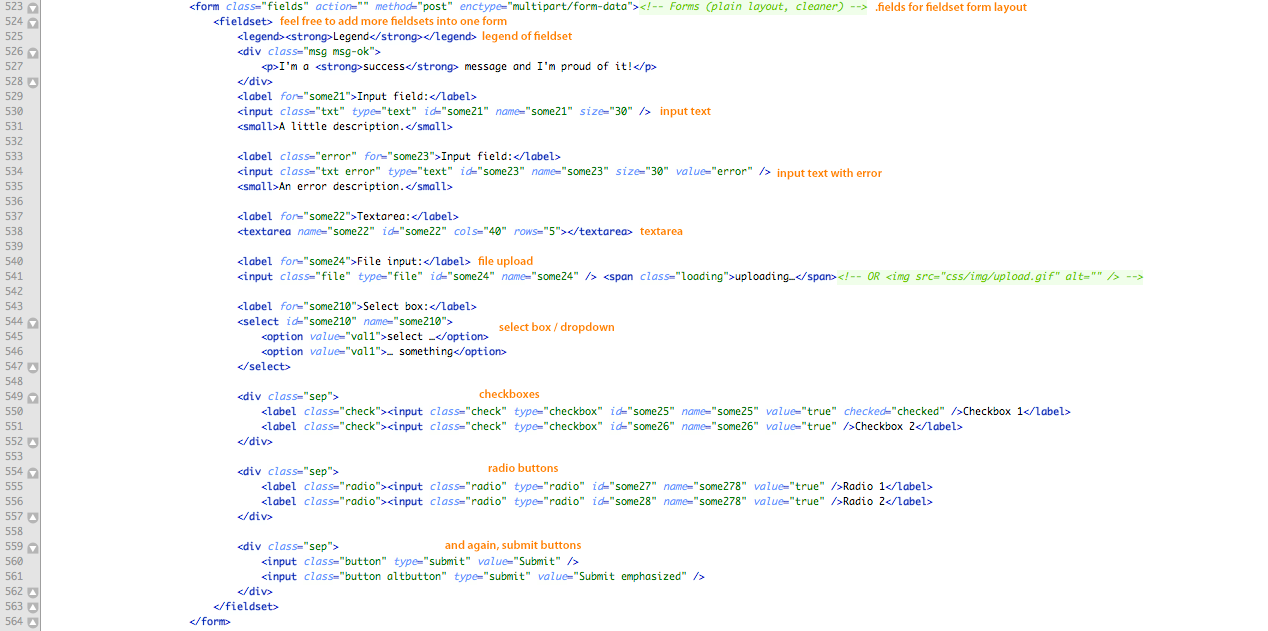 523 <form class="fields" action="" method="post" enctype="multipart/form-data"><!-- Forms (plain layout, cleaner) --> .fields for fieldset form layout
524 <fieldset> feel free to add more fieldsets into one form
525 <legend><strong>Legend</strong></legend> legend of fieldset
526 <div class="msg msg-ok">
527 <p>I'm a <strong>success</strong> message and I'm proud of it!</p>
528 </div>
529 <label for="some21">Input field:</label>
530 <input class="txt" type="text" id="some21" name="some21" size="30" /> input text
531 <small>A little description.</small>
532
533 <label class="error" for="some23">Input field:</label>
534 <input class="txt error" type="text" id="some23" name="some23" size="30" value="error" /> input text with error
535 <small>An error description.</small>
536
537 <label for="some22">Textarea:</label>
538 <textarea name="some22" id="some22" cols="40" rows="5"></textarea> textarea
539
540 <label for="some24">File input:</label> file upload
541 <input class="file" type="file" id="some24" name="some24" /> <span class="loading">uploading…</span><!-- OR <img src="css/img/upload.gif" alt="" /> -->
542
543 <label for="some210">Select box:</label>
544 <select id="some210" name="some210"> select box / dropdown
545 <option value="val1">select …</option>
546 <option value="val1">… something</option>
547 </select>
548
549 <div class="sep"> checkboxes
550 <label class="check"><input class="check" type="checkbox" id="some25" name="some25" value="true" checked="checked" />Checkbox 1</label>
551 <label class="check"><input class="check" type="checkbox" id="some26" name="some26" value="true" />Checkbox 2</label>
552 </div>
553
554 <div class="sep"> radio buttons
555 <label class="radio"><input class="radio" type="radio" id="some27" name="some278" value="true" />Radio 1</label>
556 <label class="radio"><input class="radio" type="radio" id="some28" name="some278" value="true" />Radio 2</label>
557 </div>
558
559 <div class="sep"> and again, submit buttons
560 <input class="button" type="submit" value="Submit" />
561 <input class="button altbutton" type="submit" value="Submit emphasized" />
562 </div>
563 </fieldset>
564 </form>